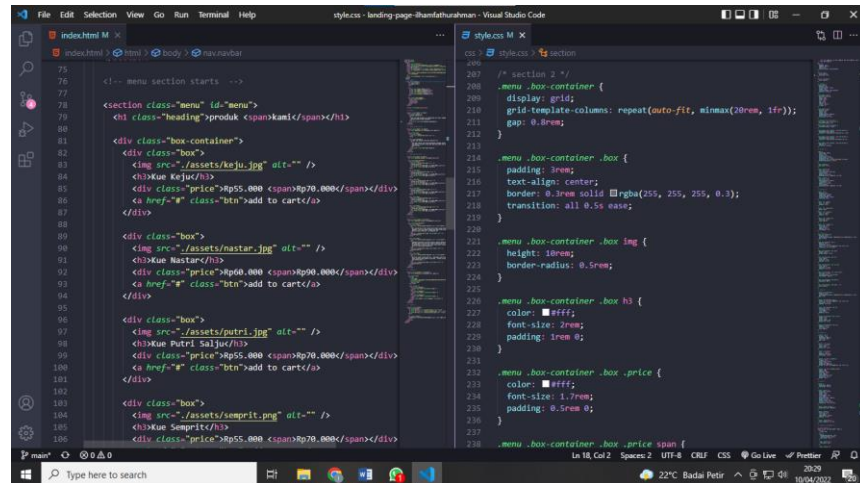 File Edit Selection View Go Run Terminal Help style.css - landing-page-ilhamfathurahman - Visual Studio Code
index.html M
index.html > html > body > nav.navbar
75
76 <!-- menu section starts -->
77
78 <section class="menu" id="menu">
79 <h1 class="heading">produk <span>kami</span></h1>
80
81 <div class="box-container">
82 <div class="box">
83 <img src="./assets/keju.jpg" alt="" />
84 <h3>Kue Keju</h3>
85 <div class="price">Rp55.000 <span>Rp70.000</span></div>
86 <a href="#" class="btn">add to cart</a>
87 </div>
88
89 <div class="box">
90 <img src="./assets/nastar.jpg" alt="" />
91 <h3>Kue Nastar</h3>
92 <div class="price">Rp60.000 <span>Rp90.000</span></div>
93 <a href="#" class="btn">add to cart</a>
94 </div>
95
96 <div class="box">
97 <img src="./assets/putri.jpg" alt="" />
98 <h3>Kue Putri Salju</h3>
99 <div class="price">Rp55.000 <span>Rp70.000</span></div>
100 <a href="#" class="btn">add to cart</a>
101 </div>
102
103 <div class="box">
104 <img src="./assets/semprit.png" alt="" />
105 <h3>Kue Semprit</h3>
106 <div class="price">Rp55.000 <span>Rp70.000</span></div>
style.css M
css > style.css > section
206
207 /* section 2 */
208 .menu .box-container {
209 display: grid;
210 grid-template-columns: repeat(auto-fit, minmax(20rem, 1fr));
211 gap: 0.8rem;
212 }
213
214 .menu .box-container .box {
215 padding: 3rem;
216 text-align: center;
217 border: 0.3rem solid rgba(255, 255, 255, 0.3);
218 transition: all 0.5s ease;
219 }
220
221 .menu .box-container .box img {
222 height: 10rem;
223 border-radius: 0.5rem;
224 }
225
226 .menu .box-container .box h3 {
227 color: #fff;
228 font-size: 2rem;
229 padding: 1rem 0;
230 }
231
232 .menu .box-container .box .price {
233 color: #fff;
234 font-size: 1.7rem;
235 padding: 0.5rem 0;
236 }
237
238 .menu .box-container .box .price span {
main* 0 0 Ln 18, Col 2 Spaces: 2 UTF-8 CRLF CSS Go Live Prettier
Type here to search 22°C Badai Petir 20:29
10/04/2022